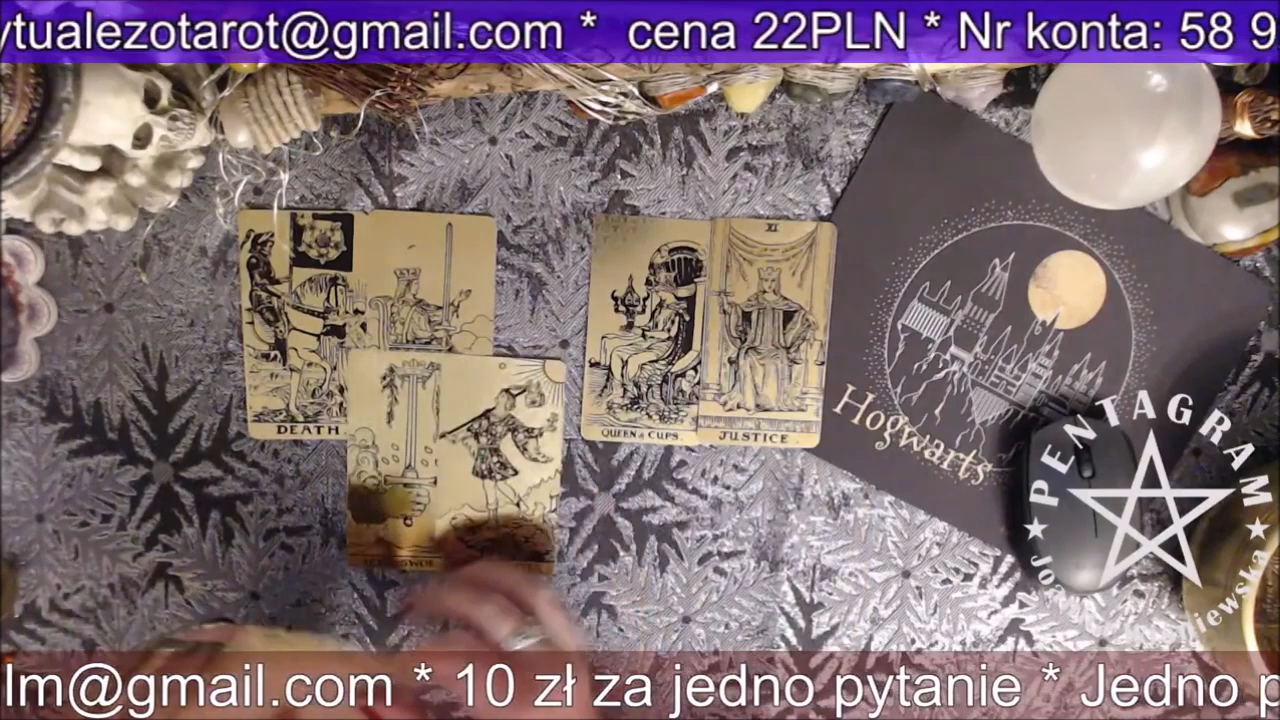 ytualezotarot@gmail.com * cena 22PLN * Nr konta: 58 9
XI
DEATH
QUEEN of CUPS.
JUSTICE.
Hogwarts
★ PENTAGRAM ★
lm@gmail.com * 10 zł za jedno pytanie * Jedno p